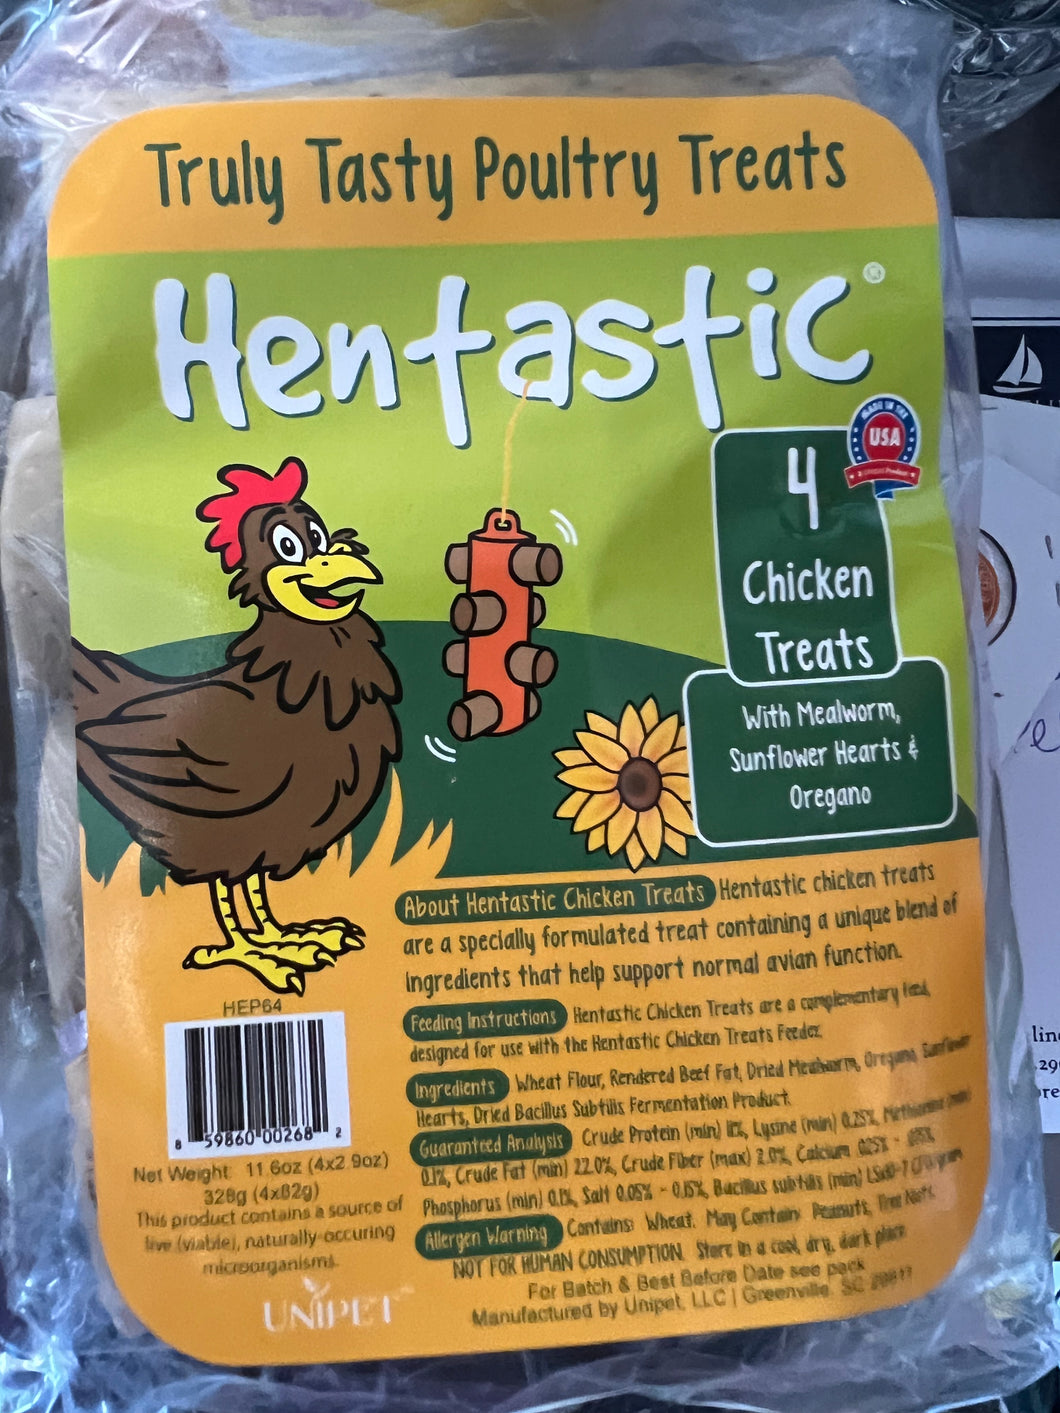 Truly Tasty Poultry Treats
Hentastic®
MADE IN THE
USA
4
Chicken
Treats
With Mealworm,
Sunflower Hearts &
Oregano
About Hentastic Chicken Treats Hentastic chicken treats
are a specially formulated treat containing a unique blend of
ingredients that help support normal avian function.
HEP64
Feeding Instructions Hentastic Chicken Treats are a complementary feed,
designed for use with the Hentastic Chicken Treats Feeder.
Ingredients Wheat Flour, Rendered Beef Fat, Dried Mealworm, Oregano, Sunflower
Hearts, Dried Bacillus Subtilis Fermentation Product.
Guaranteed Analysis Crude Protein (min) Lysine (min) 0.25%, Methionine (min)
0.1%, Crude Fat (min) 22.0%, Crude Fiber (max) 2.0%, Calcium
Phosphorus (min) 0.1%, Salt 0.05% - 0.15%, Bacillus subtilis (min)
Allergen Warning Contains: Wheat. May Contain: Peanuts, Tree Nuts.
NOT FOR HUMAN CONSUMPTION. Store in a cool, dry, dark place
For Batch & Best Before Date see pack
Manufactured by Unipet, LLC | Greenville, SC
8 59860 00268 2
Net Weight 11.6oz (4x2.9oz)
328g (4x82g)
This product contains a source of
live (viable), naturally-occuring
microorganisms.
UNIPET